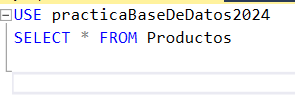 USE practicaBaseDeDatos2024
SELECT * FROM Productos